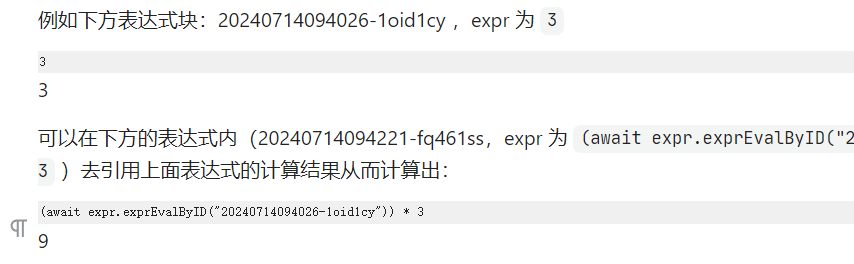 例如下方表达式块：20240714094026-1oid1cy ，expr 为 3
3
3
可以在下方的表达式内（20240714094221-fq461ss，expr 为 (await expr.exprEvalByID("2
3 ）去引用上面表达式的计算结果从而计算出：
(await expr.exprEvalByID("20240714094026-1oid1cy")) * 3
9